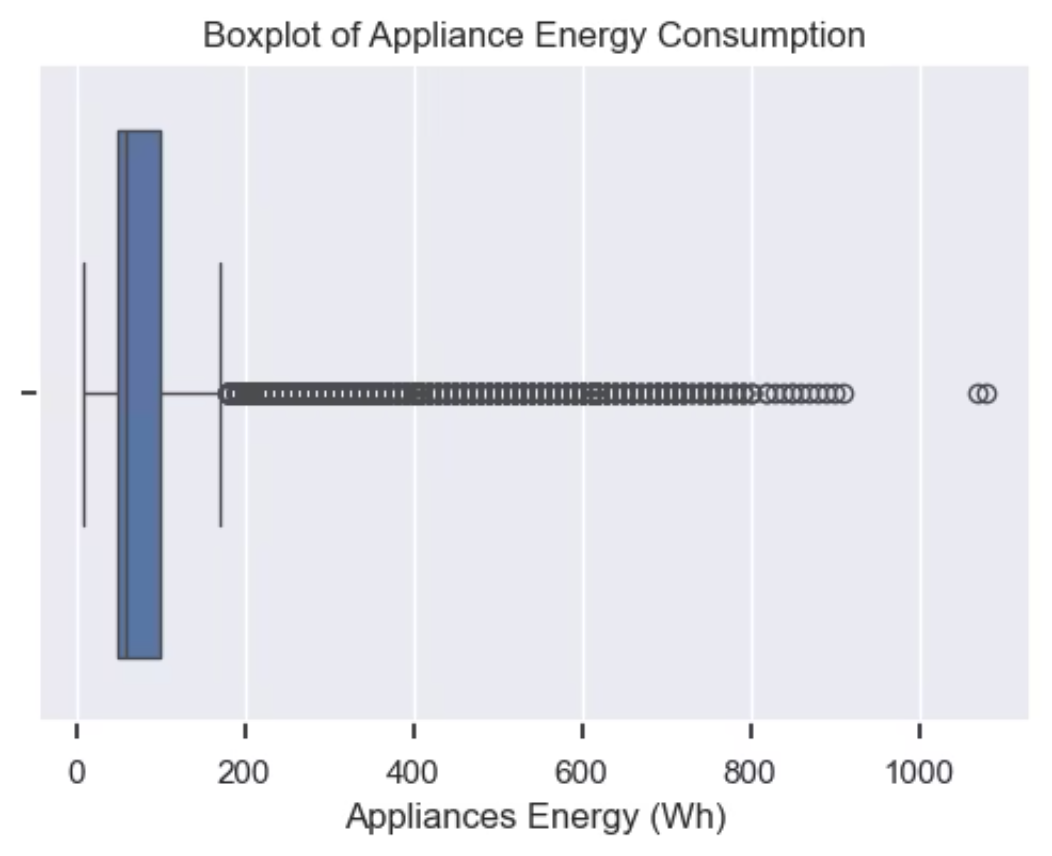 Boxplot of Appliance Energy Consumption
0 200 400 600 800 1000
Appliances Energy (Wh)